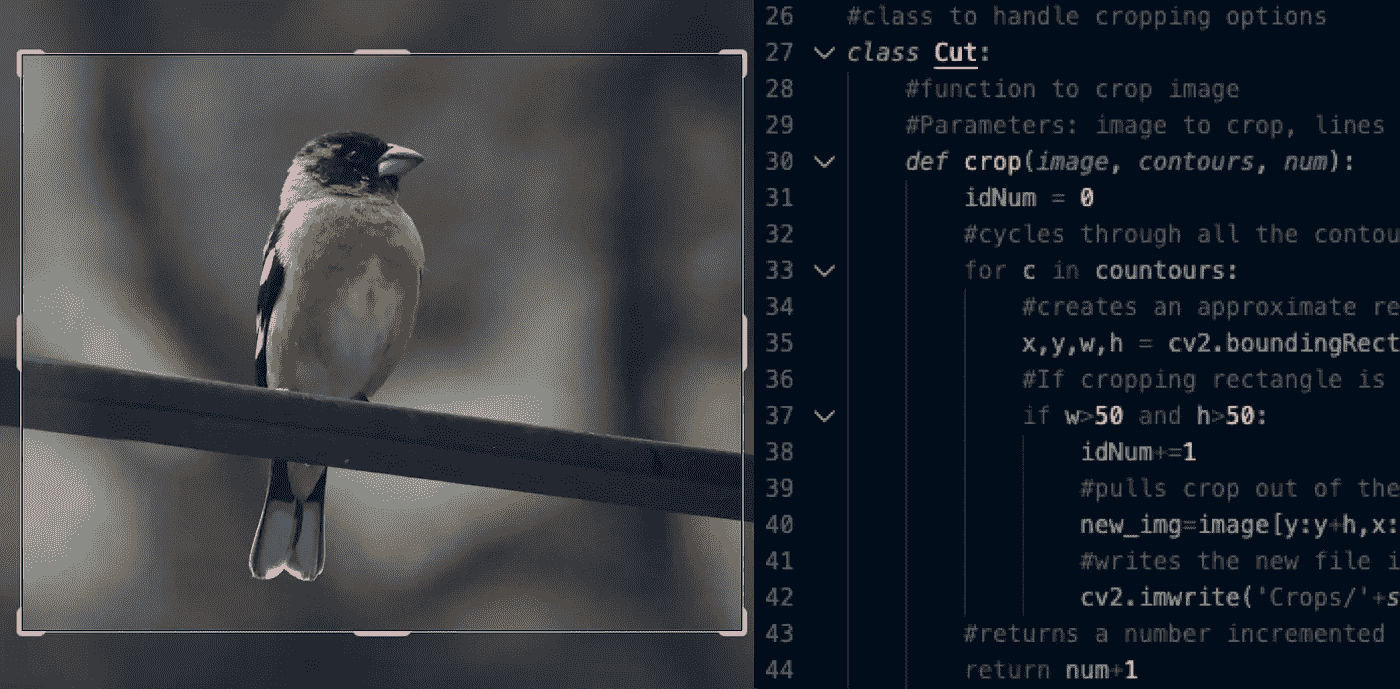 26 #class to handle cropping options
27 class Cut:
28 #function to crop image
29 #Parameters: image to crop, lines
30 def crop(image, contours, num):
31 idNum = 0
32 #cycles through all the contou
33 for c in countours:
34 #creates an approximate re
35 x,y,w,h = cv2.boundingRect
36 #If cropping rectangle is
37 if w>50 and h>50:
38 idNum+=1
39 #pulls crop out of the
40 new_img=image[y:y+h,x:
41 #writes the new file i
42 cv2.imwrite('Crops/'+s
43 #returns a number incremented
44 return num+1